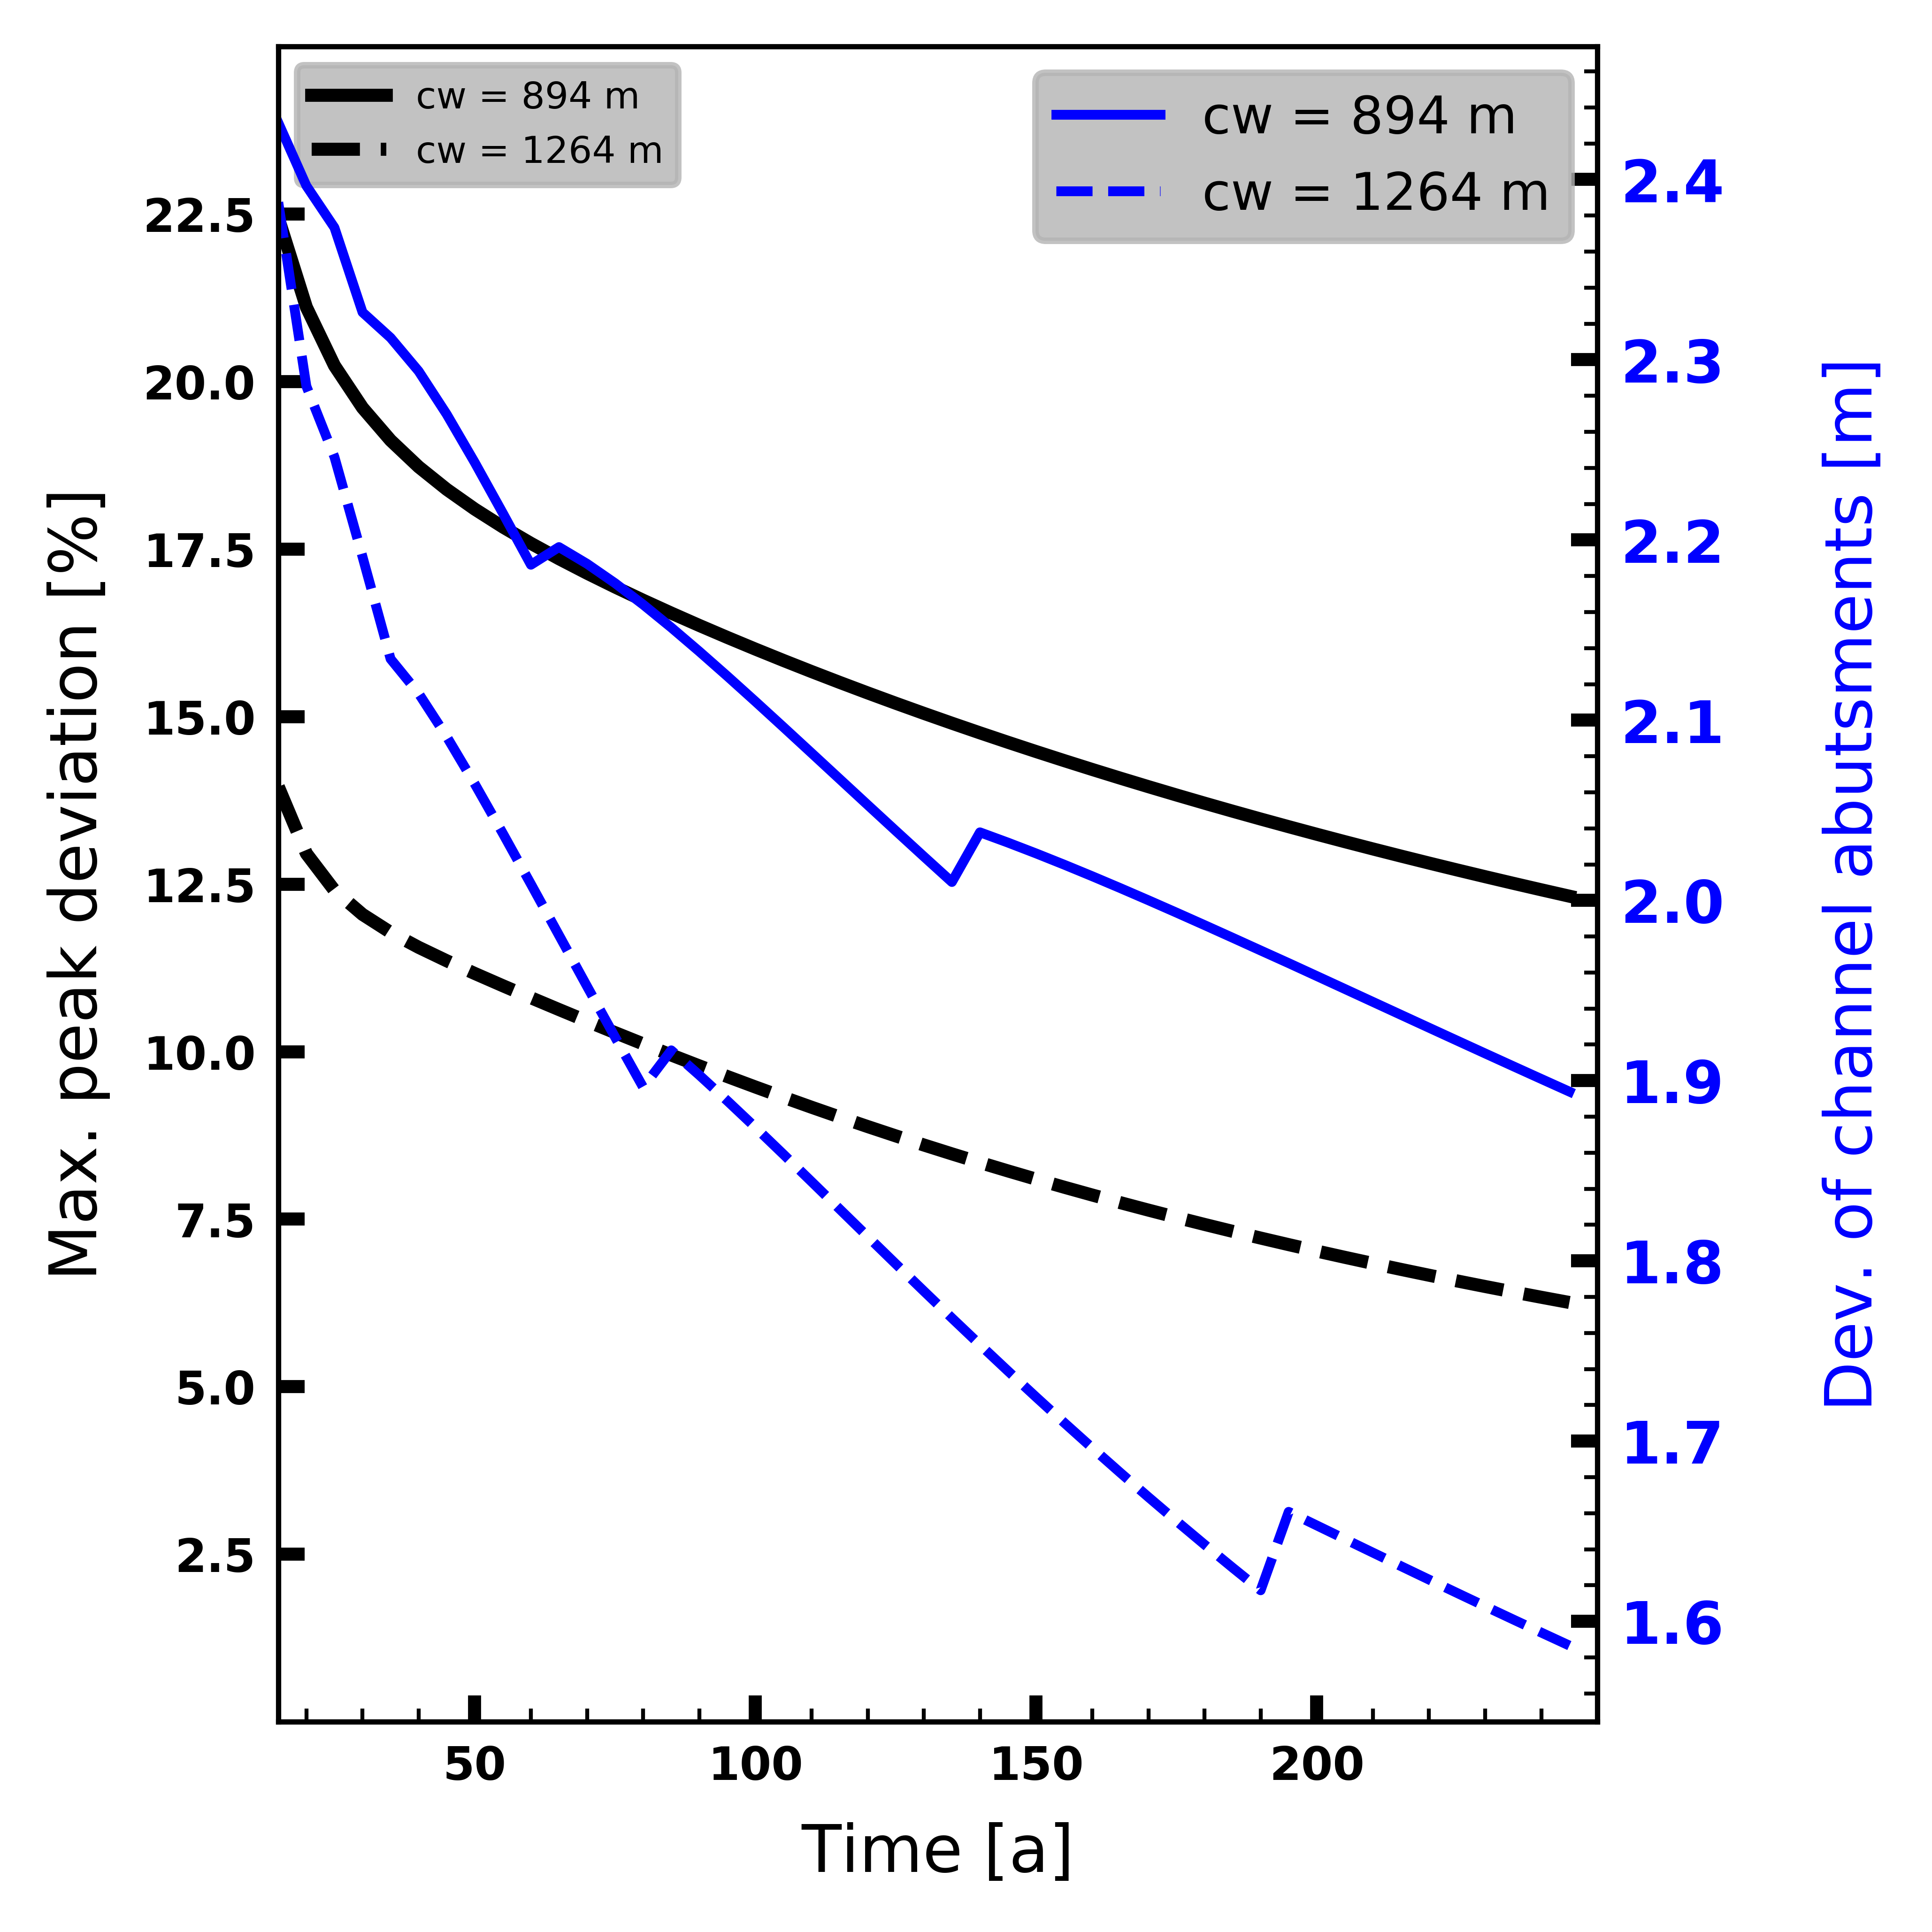 cw = 894 m
cw = 1264 m
cw = 894 m
cw = 1264 m
Max. peak deviation [%]
22.5
20.0
17.5
15.0
12.5
10.0
7.5
5.0
2.5
2.4
2.3
2.2
2.1
2.0
1.9
1.8
1.7
1.6
Dev. of channel abutsments [m]
50 100 150 200
Time [a]